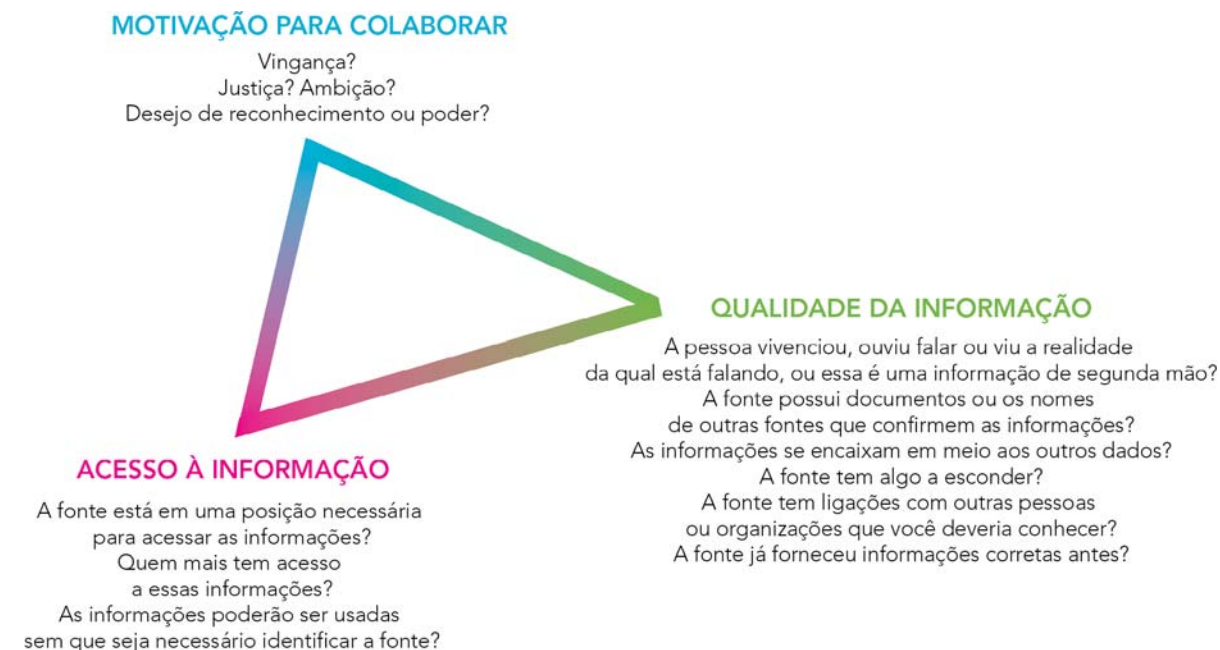 MOTIVAÇÃO PARA COLABORAR
Vingança?
Justiça? Ambição?
Desejo de reconhecimento ou poder?
QUALIDADE DA INFORMAÇÃO
A pessoa vivenciou, ouviu falar ou viu a realidade
da qual está falando, ou essa é uma informação de segunda mão?
A fonte possui documentos ou os nomes
de outras fontes que confirmem as informações?
As informações se encaixam em meio aos outros dados?
A fonte tem algo a esconder?
A fonte tem ligações com outras pessoas
ou organizações que você deveria conhecer?
A fonte já forneceu informações corretas antes?
ACESSO À INFORMAÇÃO
A fonte está em uma posição necessária
para acessar as informações?
Quem mais tem acesso
a essas informações?
As informações poderão ser usadas
sem que seja necessário identificar a fonte?